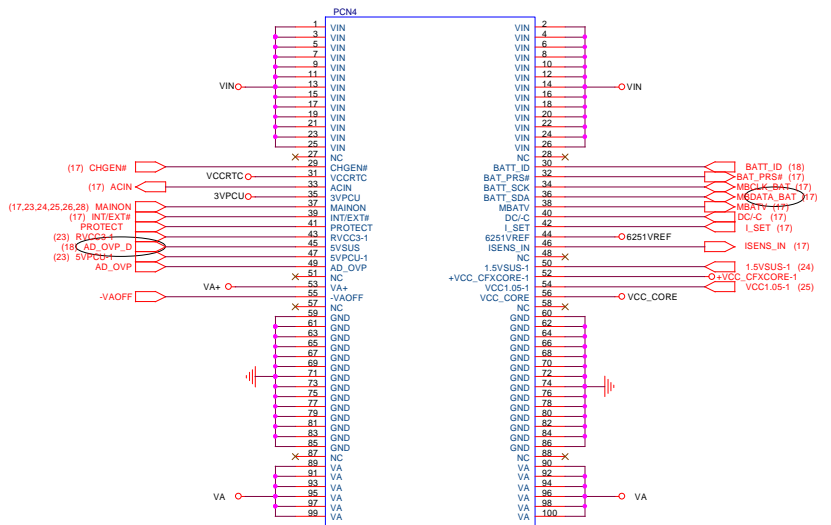 PCN4
1 VIN VIN 2
3 VIN VIN 4
5 VIN VIN 6
7 VIN VIN 8
9 VIN VIN 10
11 VIN VIN 12
VIN 13 VIN VIN 14 VIN
15 VIN VIN 16
17 VIN VIN 18
19 VIN VIN 20
21 VIN VIN 22
23 VIN VIN 24
25 VIN VIN 26
27 NC NC 28
(17) CHGEN# 29 CHGEN# BATT_ID 30 BATT_ID (18)
VCCRTC 31 VCCRTC BAT_PRS# 32 BAT_PRS# (17)
(17) ACIN 33 ACIN BATT_SCK 34 MBCLK_BAT (17)
3VPCU 35 3VPCU BATT_SDA 36 MBDATA_BAT (17)
(17,23,24,25,26,28) MAINON 37 MAINON MBATV 38 MBATV (17)
(17) INT/EXT# 39 INT/EXT# DC/-C 40 DC/-C (17)
PROTECT 41 PROTECT I_SET 42 I_SET (17)
(23) RVCC3-1 43 RVCC3-1 6251VREF 44 6251VREF
(18) AD_OVP_D 45 5VSUS ISENS_IN 46 ISENS_IN (17)
(23) 5VPCU-1 47 5VPCU-1 NC 48
AD_OVP 49 AD_OVP 1.5VSUS-1 50 1.5VSUS-1 (24)
51 NC +VCC_CFXCORE-1 52 +VCC_CFXCORE-1
VA+ 53 VA+ VCC1.05-1 54 VCC1.05-1 (25)
-VAOFF 55 -VAOFF VCC_CORE 56 VCC_CORE
57 NC NC 58
59 GND GND 60
61 GND GND 62
63 GND GND 64
65 GND GND 66
67 GND GND 68
69 GND GND 70
71 GND GND 72
73 GND GND 74
75 GND GND 76
77 GND GND 78
79 GND GND 80
81 GND GND 82
83 GND GND 84
85 GND GND 86
87 NC NC 88
89 VA VA 90
91 VA VA 92
93 VA VA 94
VA 95 VA VA 96 VA
97 VA VA 98
99 VA VA 100